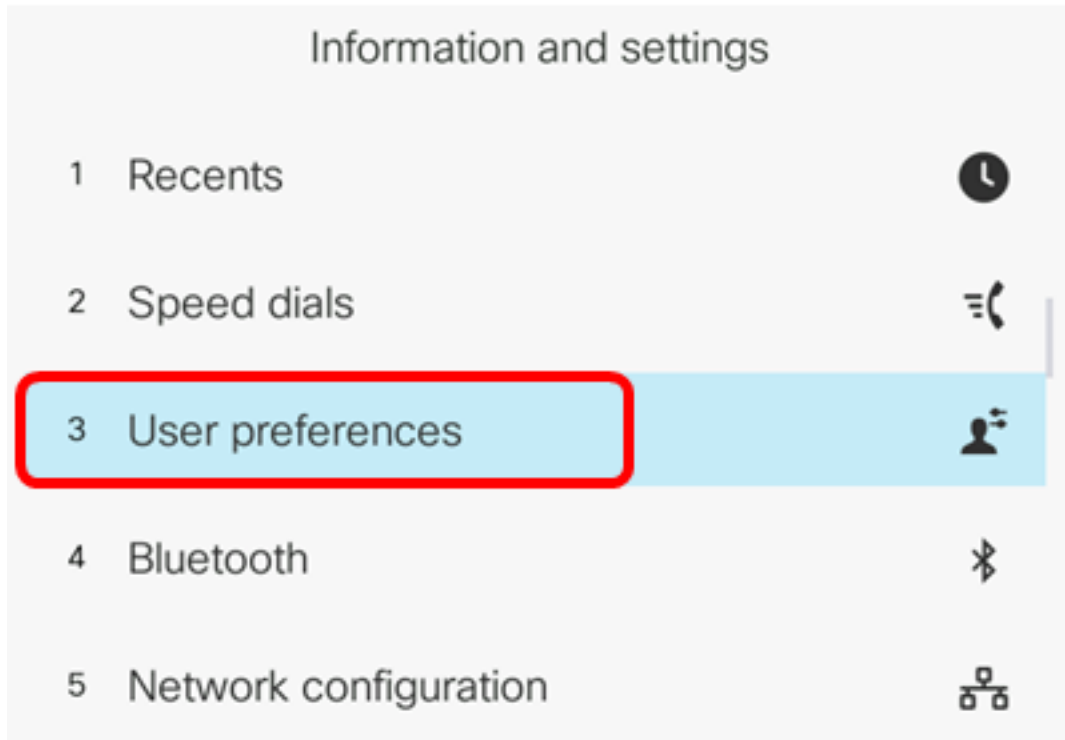 Information and settings
1 Recents
2 Speed dials
3 User preferences
4 Bluetooth
5 Network configuration